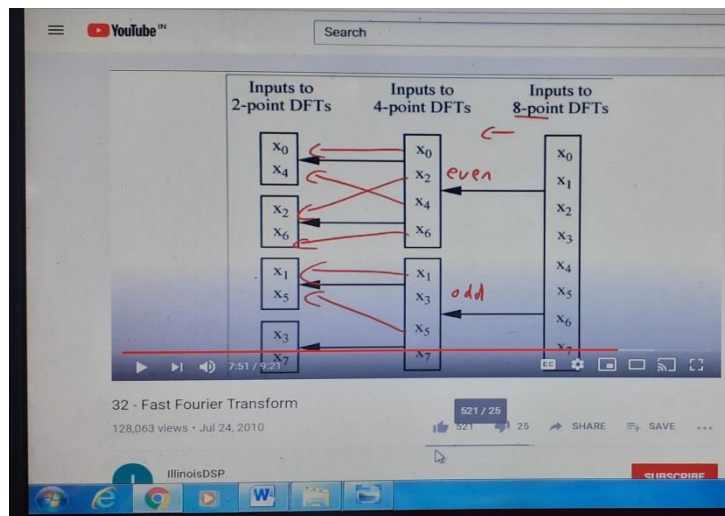 YouTube IN
Search
Inputs to
2-point DFTs
Inputs to
4-point DFTs
Inputs to
8-point DFTs
x0
x4
x2
x6
x1
x5
x3
x7
x0
x2
x4
x6
even
x1
x3
x5
x7
odd
x0
x1
x2
x3
x4
x5
x6
x7
7:51 / 9:21
CC
32 - Fast Fourier Transform
128,063 views • Jul 24, 2010
521 / 25
521
25
SHARE
SAVE
I
IllinoisDSP
SUBSCRIBE
W